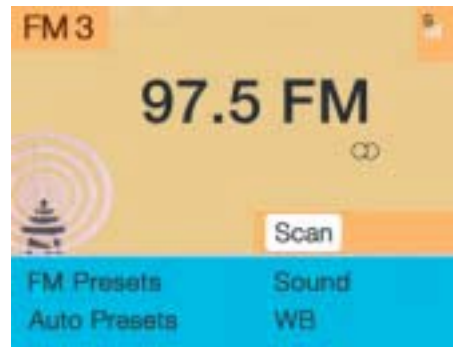 FM 3
S
97.5 FM
Scan
FM Presets Sound
Auto Presets WB